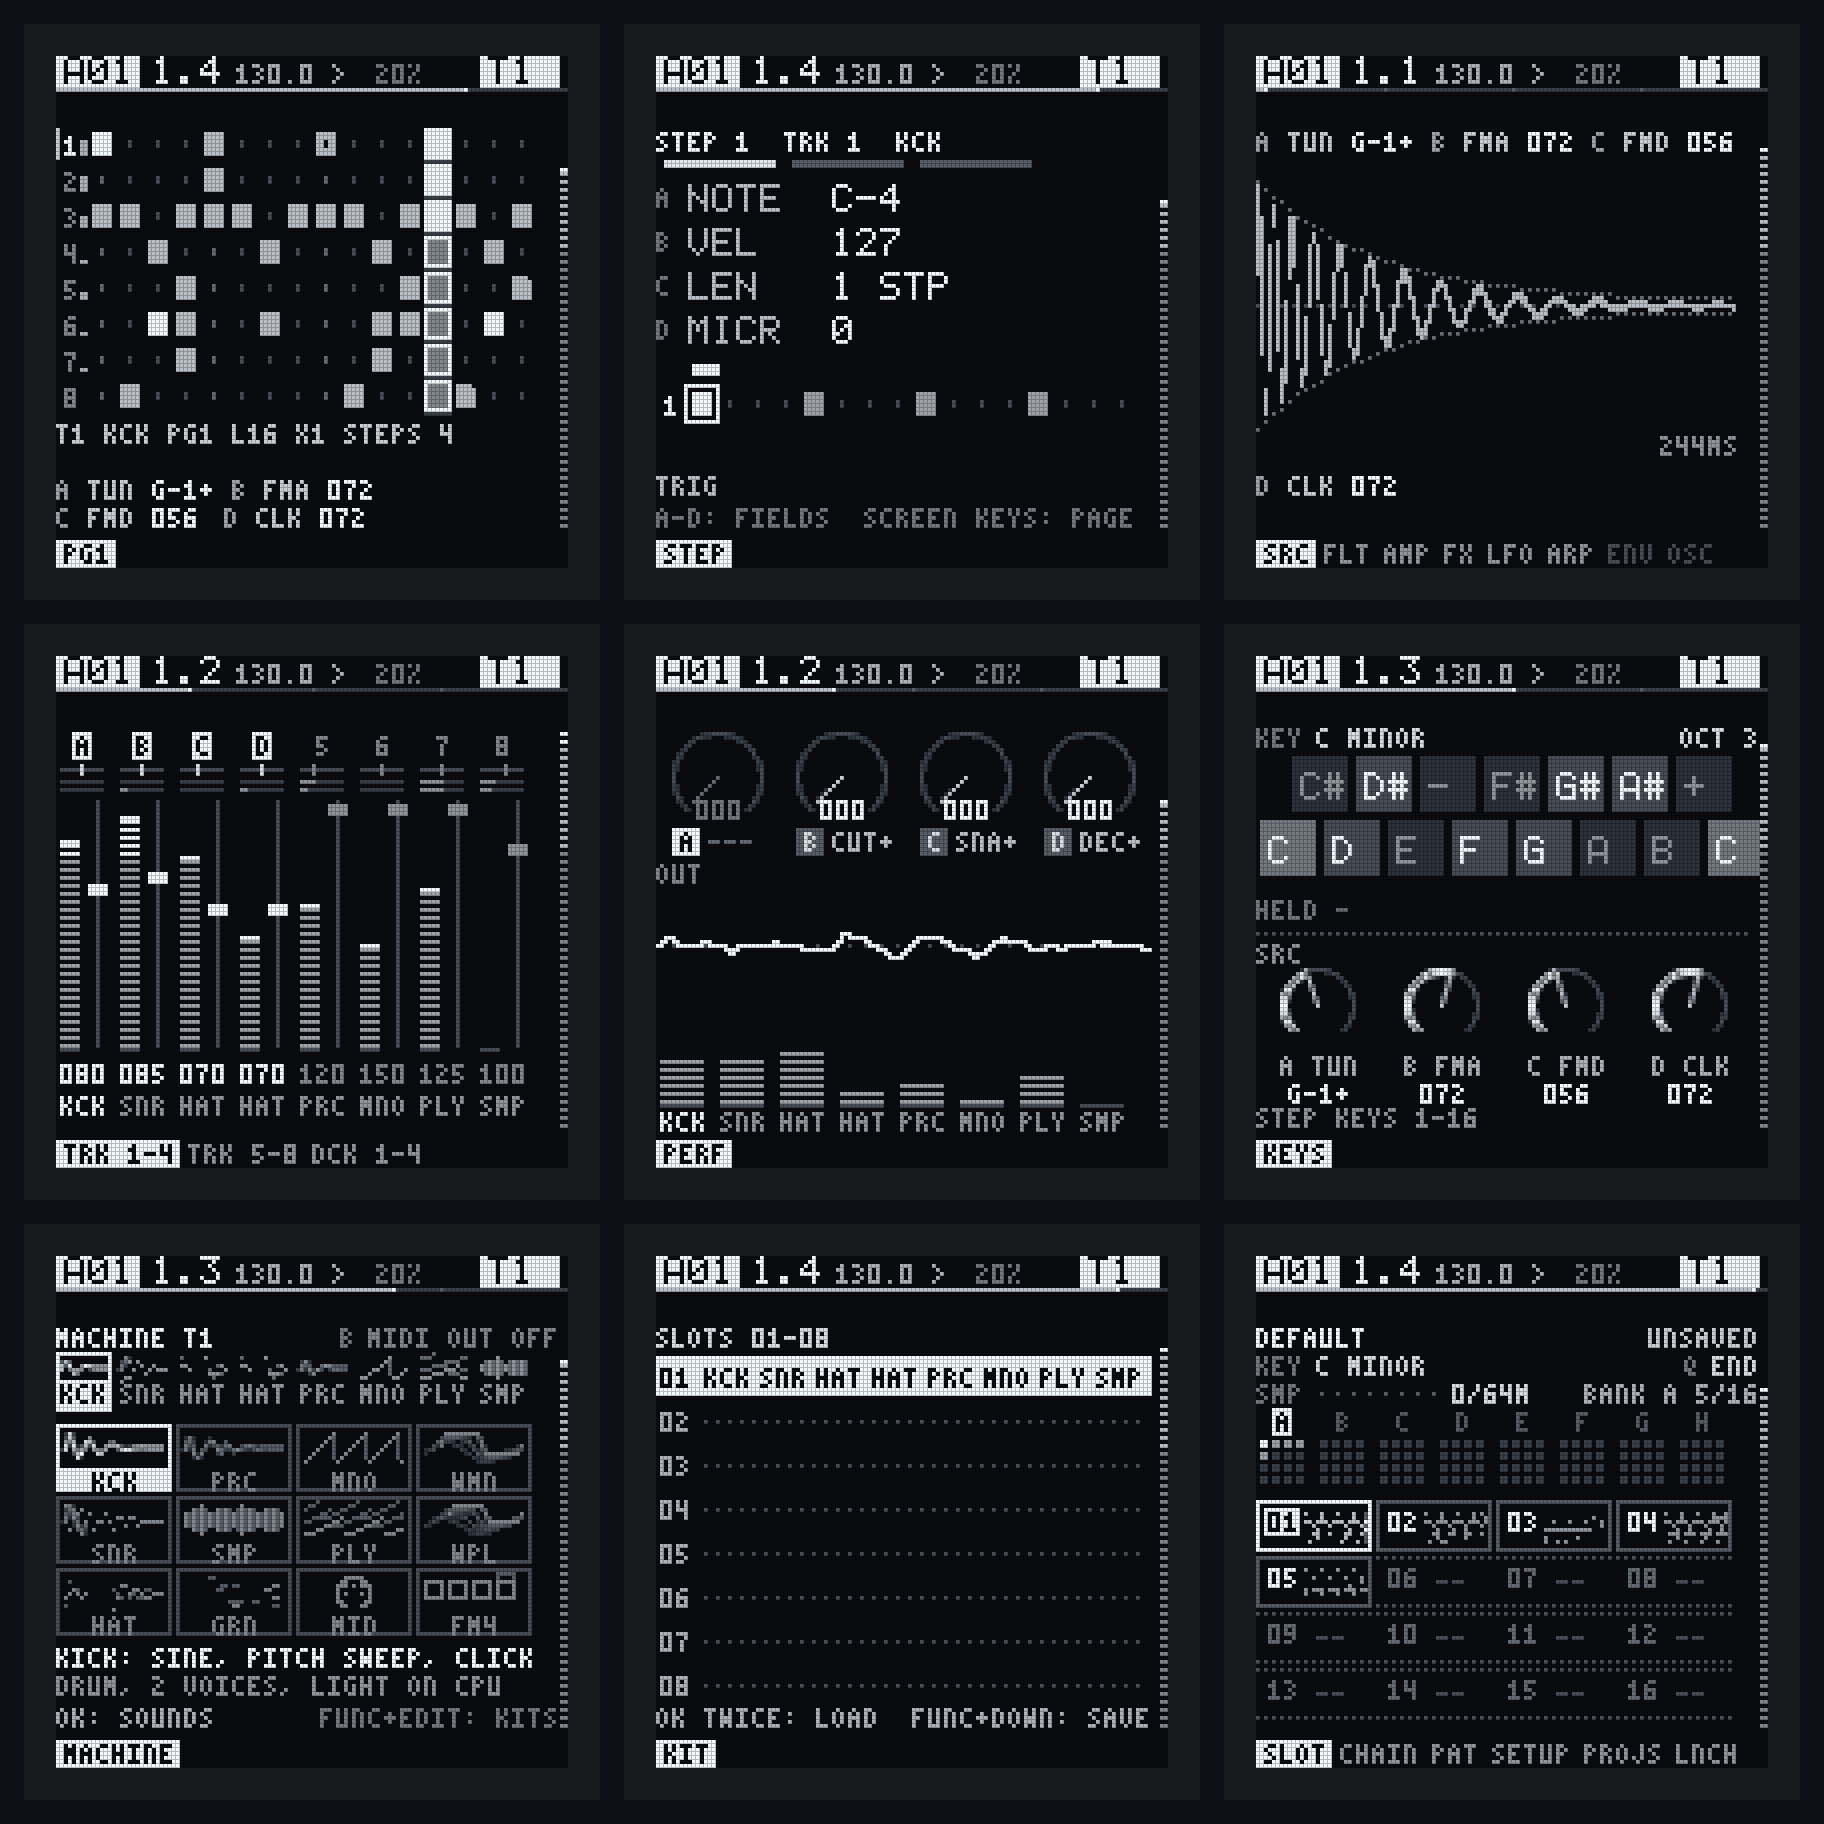 A01 1.4 130.0 > 20% T1
1
2
3
4
5
6
7
8
T1 KCK PG1 L16 X1 STEPS 4
A TUN G-1+ B FMA 072
C FMD 056 D CLK 072
PG1
A01 1.4 130.0 > 20% T1
STEP 1 TRK 1 KCK
A NOTE C-4
B VEL 127
C LEN 1 STP
D MICR 0
1
TRIG
A-D: FIELDS SCREEN KEYS: PAGE
STEP
A01 1.1 130.0 > 20% T1
A TUN G-1+ B FMA 072 C FMD 056
244MS
D CLK 072
SRC FLT AMP FX LFO ARP ENV OSC
A01 1.2 130.0 > 20% T1
A B C D 5 6 7 8
080 085 070 070 120 150 125 100
KCK SNR HAT HAT PRC MNO PLY SMP
TRK 1-4 TRK 5-8 DCK 1-4
A01 1.2 130.0 > 20% T1
000 000 000 000
A --- B CUT+ C SNA+ D DEC+
OUT
KCK SNR HAT HAT PRC MNO PLY SMP
PERF
A01 1.3 130.0 > 20% T1
KEY C MINOR OCT 3
C# D# - F# G# A# +
C D E F G A B C
HELD -
SRC
A TUN B FMA C FMD D CLK
G-1+ 072 056 072
STEP KEYS 1-16
KEYS
A01 1.3 130.0 > 20% T1
MACHINE T1 B MIDI OUT OFF
KCK SNR HAT HAT PRC MNO PLY SMP
KCK PRC MNO WMN
SNR SMP PLY WPL
HAT GRN MID FM4
KICK: SINE, PITCH SWEEP, CLICK
DRUM, 2 VOICES, LIGHT ON CPU
OK: SOUNDS FUNC+EDIT: KITS
MACHINE
A01 1.4 130.0 > 20% T1
SLOTS 01-08
01 KCK SNR HAT HAT PRC MNO PLY SMP
02
03
04
05
06
07
08
OK TWICE: LOAD FUNC+DOWN: SAVE
KIT
A01 1.4 130.0 > 20% T1
DEFAULT UNSAVED
KEY C MINOR Q END
SMP 0/64M BANK A 5/16
A B C D E F G H
01 02 03 04
05 06 -- 07 -- 08 --
09 -- 10 -- 11 -- 12 --
13 -- 14 -- 15 -- 16 --
SLOT CHAIN PAT SETUP PROJS LNCH